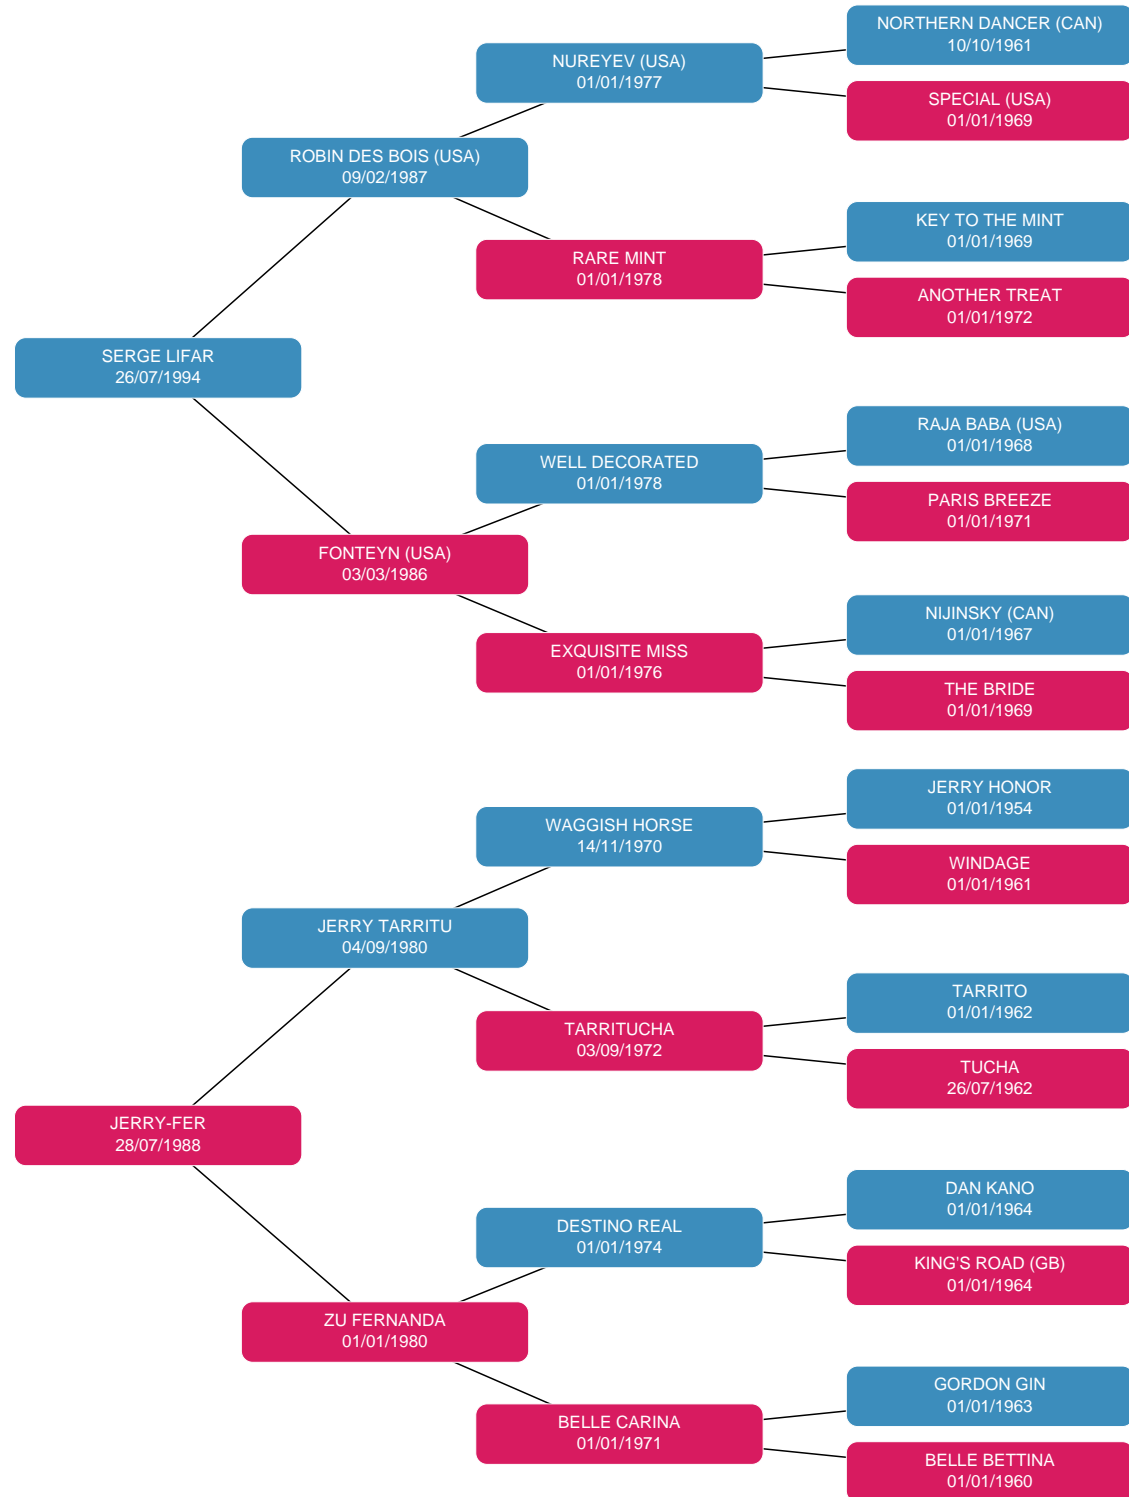 NORTHERN DANCER (CAN)
10/10/1961
NUREYEV (USA)
01/01/1977
SPECIAL (USA)
01/01/1969
ROBIN DES BOIS (USA)
09/02/1987
KEY TO THE MINT
01/01/1969
RARE MINT
01/01/1978
ANOTHER TREAT
01/01/1972
SERGE LIFAR
26/07/1994
RAJA BABA (USA)
01/01/1968
WELL DECORATED
01/01/1978
PARIS BREEZE
01/01/1971
FONTEYN (USA)
03/03/1986
NIJINSKY (CAN)
01/01/1967
EXQUISITE MISS
01/01/1976
THE BRIDE
01/01/1969
JERRY HONOR
01/01/1954
WAGGISH HORSE
14/11/1970
WINDAGE
01/01/1961
JERRY TARRITU
04/09/1980
TARRITO
01/01/1962
TARRITUCHA
03/09/1972
TUCHA
26/07/1962
JERRY-FER
28/07/1988
DAN KANO
01/01/1964
DESTINO REAL
01/01/1974
KING'S ROAD (GB)
01/01/1964
ZU FERNANDA
01/01/1980
GORDON GIN
01/01/1963
BELLE CARINA
01/01/1971
BELLE BETTINA
01/01/1960